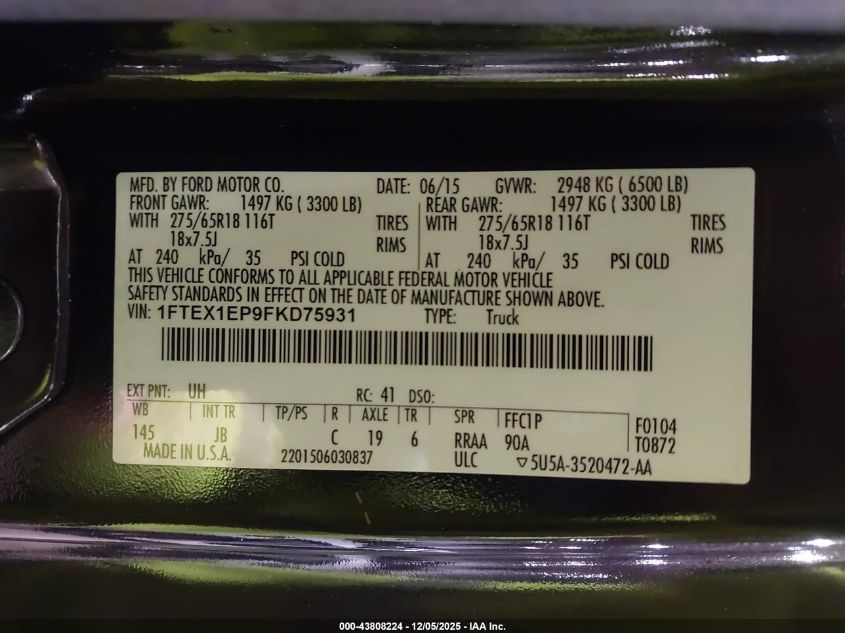 MFD. BY FORD MOTOR CO. DATE: 06/15 GVWR: 2948 KG ( 6500 LB)
FRONT GAWR: 1497 KG ( 3300 LB) REAR GAWR: 1497 KG ( 3300 LB)
WITH 275/65R18 116T TIRES WITH 275/65R18 116T TIRES
18x7.5J RIMS 18x7.5J RIMS
AT 240 kPa/ 35 PSI COLD AT 240 kPa/ 35 PSI COLD
THIS VEHICLE CONFORMS TO ALL APPLICABLE FEDERAL MOTOR VEHICLE
SAFETY STANDARDS IN EFFECT ON THE DATE OF MANUFACTURE SHOWN ABOVE.
VIN: 1FTEX1EP9FKD75931 TYPE: Truck
EXT PNT: UH RC: 41 DSO:
WB INT TR TP/PS R AXLE TR SPR FFC1P F0104
145 JB C 19 6 RRAA 90A T0872
MADE IN U.S.A. 2201506030837 ULC ▽5U5A-3520472-AA
000-43808224 - 12/05/2025 - IAA Inc.